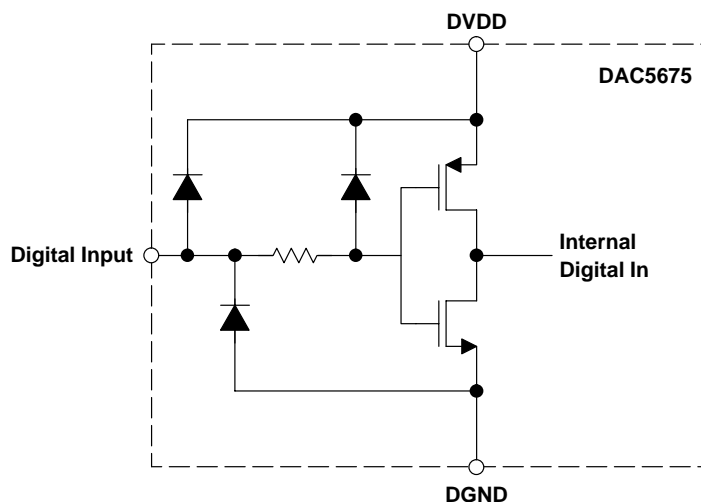 DVDD
DAC5675
Digital Input
Internal
Digital In
DGND